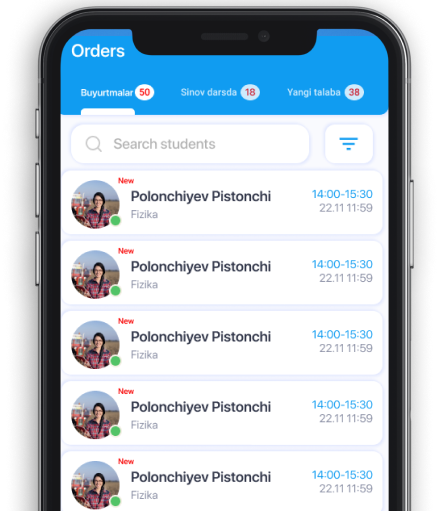 Orders
Buyurtmalar 50 Sinov darsda 18 Yangi talaba 38
Search students
New
Polonchiyev Pistonchi 14:00-15:30
Fizika 22.11 11:59
New
Polonchiyev Pistonchi 14:00-15:30
Fizika 22.11 11:59
New
Polonchiyev Pistonchi 14:00-15:30
Fizika 22.11 11:59
New
Polonchiyev Pistonchi 14:00-15:30
Fizika 22.11 11:59
New
Polonchiyev Pistonchi 14:00-15:30
Fizika 22.11 11:59